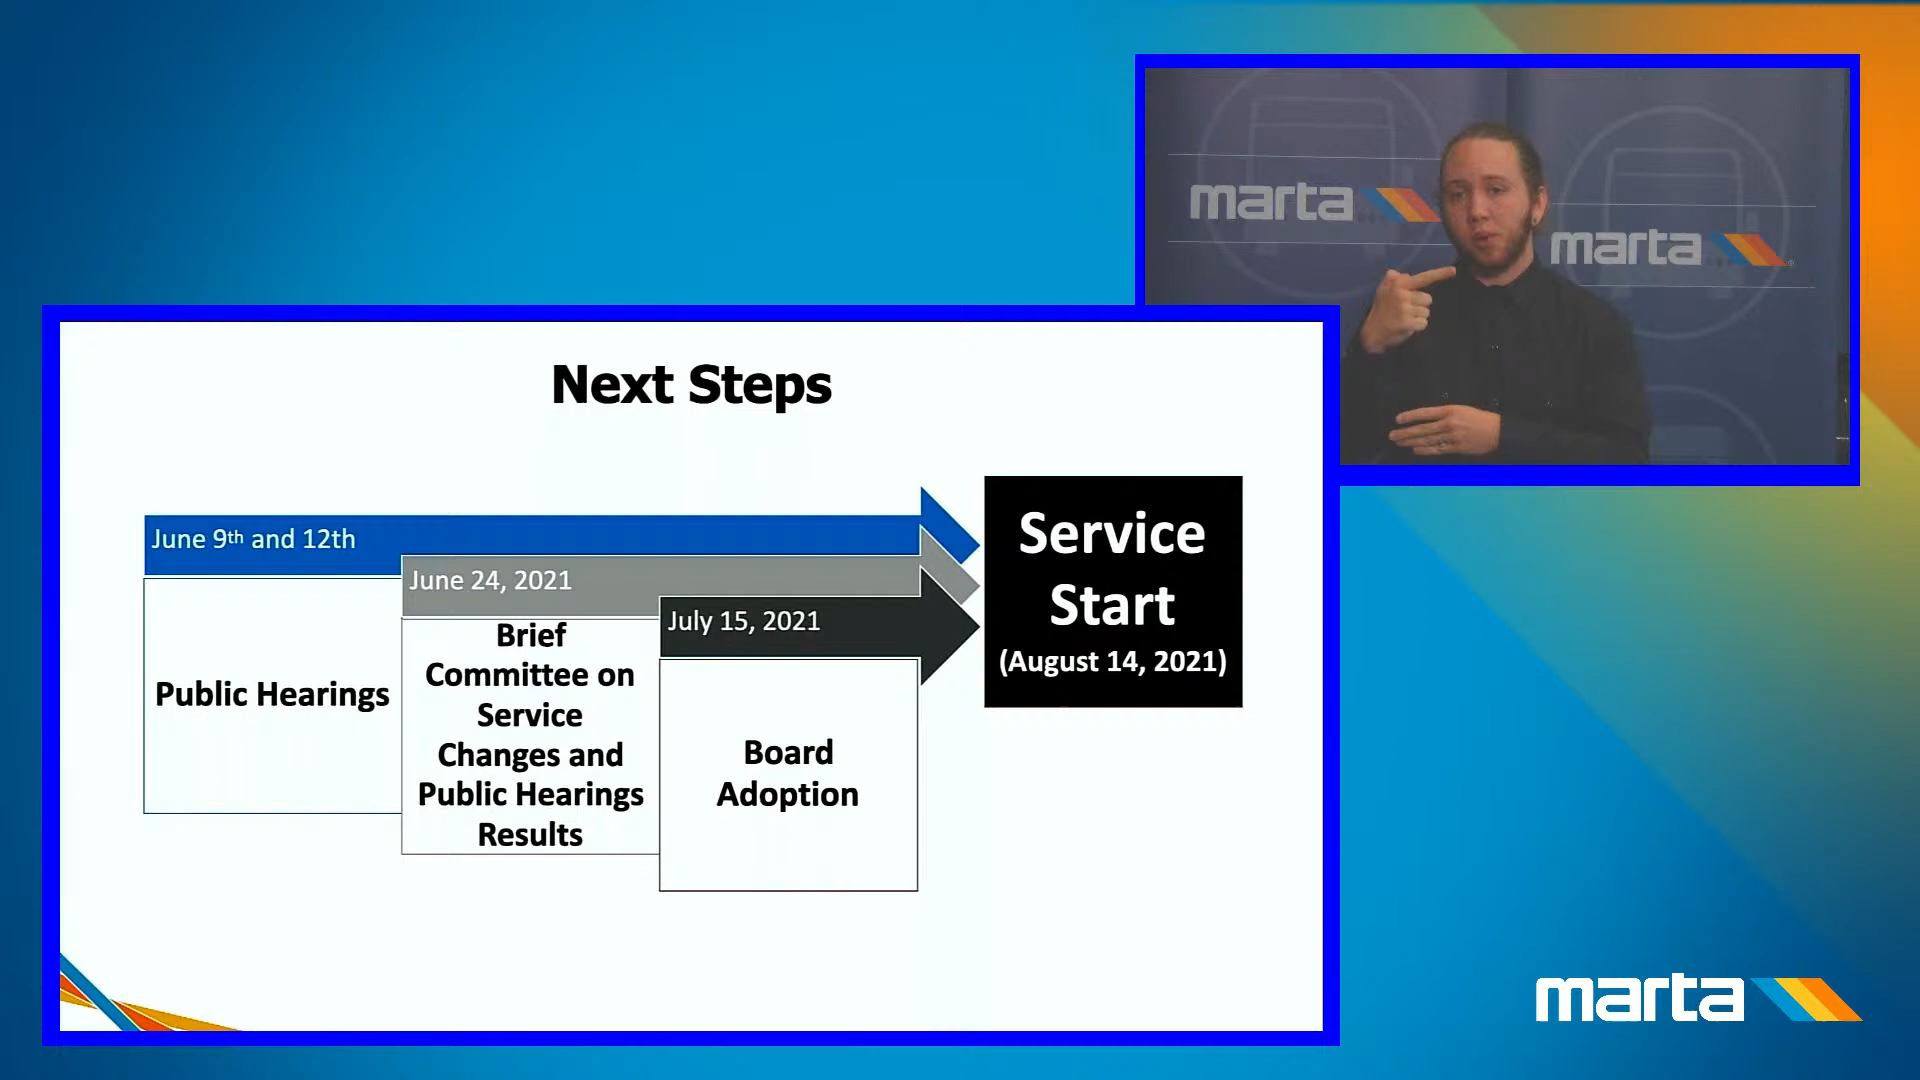 marta
marta
Next Steps
June 9th and 12th
June 24, 2021
July 15, 2021
Public Hearings
Brief
Committee on
Service
Changes and
Public Hearings
Results
Board
Adoption
Service
Start
(August 14, 2021)
marta